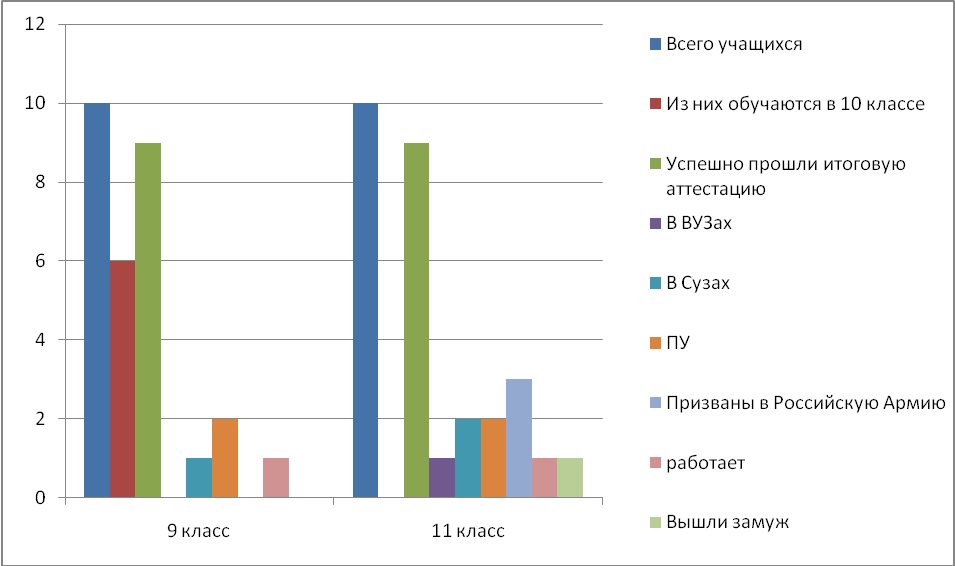 12
10
8
6
4
2
0
9 класс
11 класс
Всего учащихся
Из них обучаются в 10 классе
Успешно прошли итоговую
аттестацию
В ВУЗах
В Сузах
ПУ
Призваны в Российскую Армию
работает
Вышли замуж